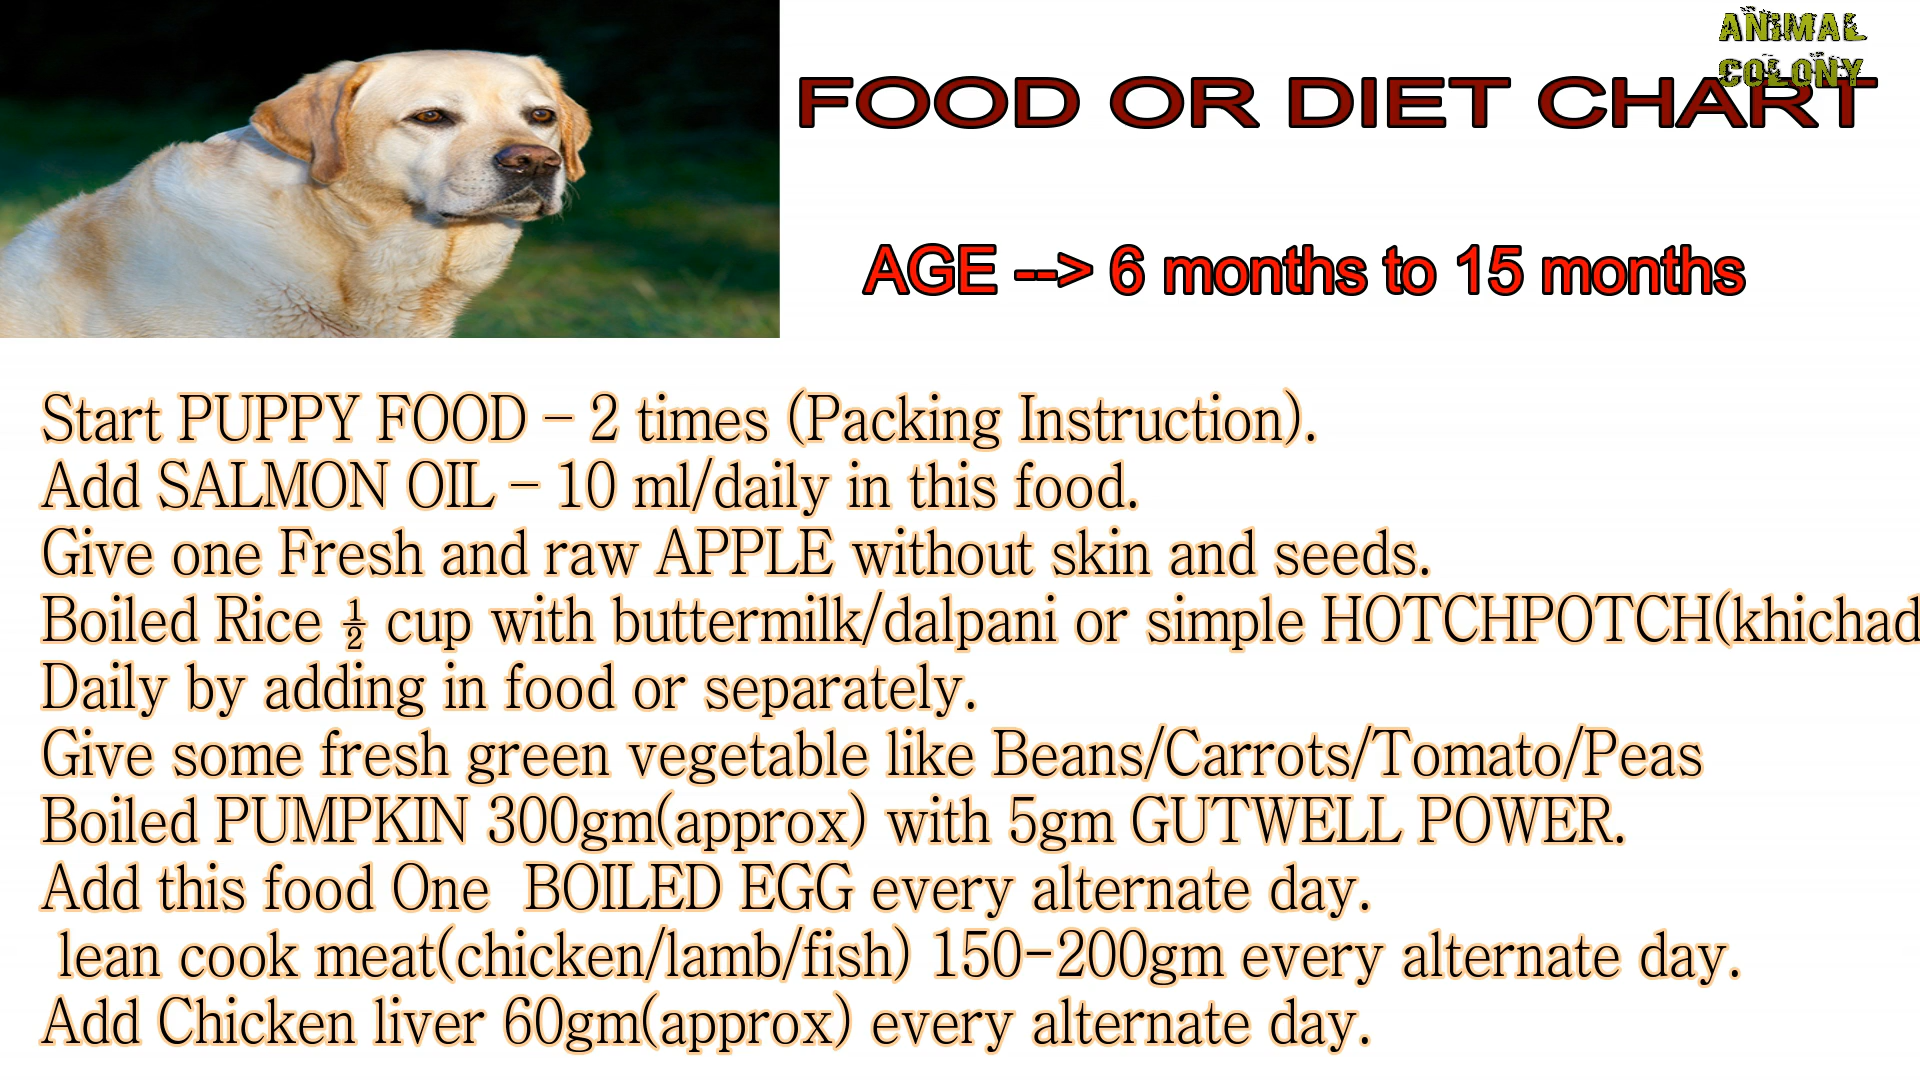 ANIMAL
COLONY
FOOD OR DIET CHART
AGE --> 6 months to 15 months
Start PUPPY FOOD – 2 times (Packing Instruction).
Add SALMON OIL – 10 ml/daily in this food.
Give one Fresh and raw APPLE without skin and seeds.
Boiled Rice ½ cup with buttermilk/dalpani or simple HOTCHPOTCH(khichad
Daily by adding in food or separately.
Give some fresh green vegetable like Beans/Carrots/Tomato/Peas
Boiled PUMPKIN 300gm(approx) with 5gm GUTWELL POWER.
Add this food One  BOILED EGG every alternate day.
lean cook meat(chicken/lamb/fish) 150-200gm every alternate day.
Add Chicken liver 60gm(approx) every alternate day.